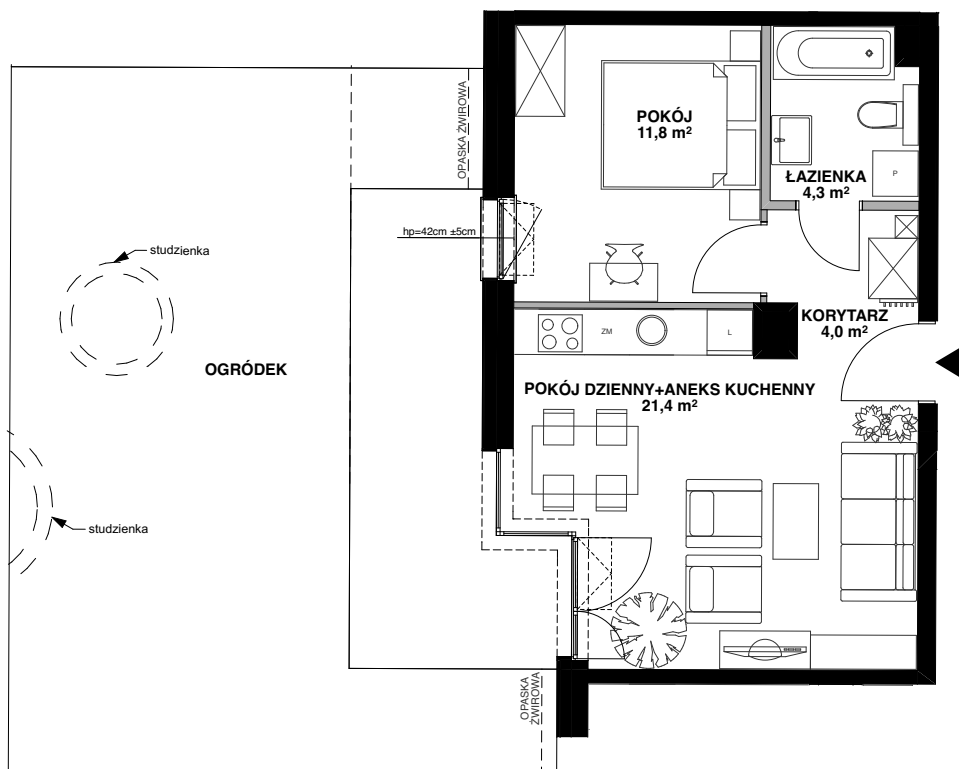 OPASKA ŻWIROWA
POKÓJ
11,8 m²
ŁAZIENKA
4,3 m²
P
hp=42cm ±5cm
studzienka
KORYTARZ
4,0 m²
ZM
L
OGRÓDEK
POKÓJ DZIENNY+ANEKS KUCHENNY
21,4 m²
studzienka
OPASKA
ŻWIROWA